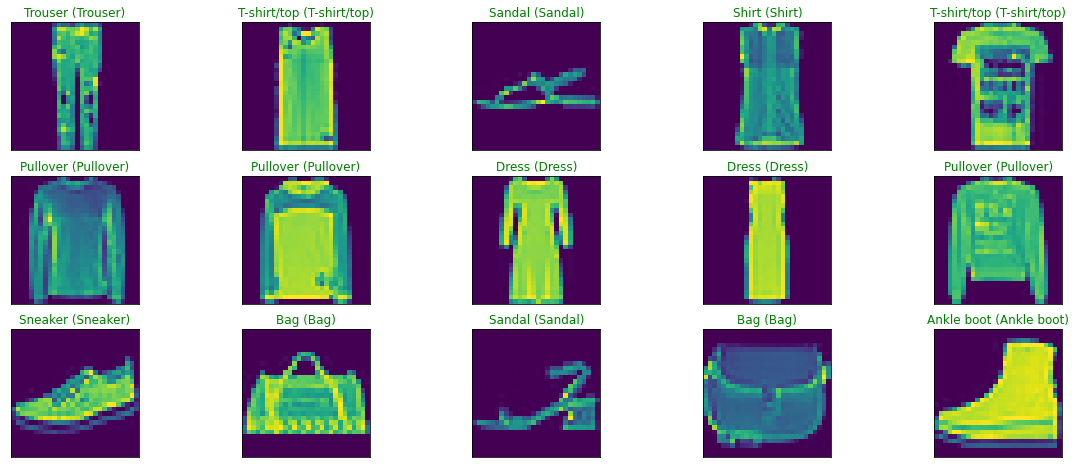 Trouser (Trouser)
T-shirt/top (T-shirt/top)
Sandal (Sandal)
Shirt (Shirt)
T-shirt/top (T-shirt/top)
Pullover (Pullover)
Pullover (Pullover)
Dress (Dress)
Dress (Dress)
Pullover (Pullover)
Sneaker (Sneaker)
Bag (Bag)
Sandal (Sandal)
Bag (Bag)
Ankle boot (Ankle boot)